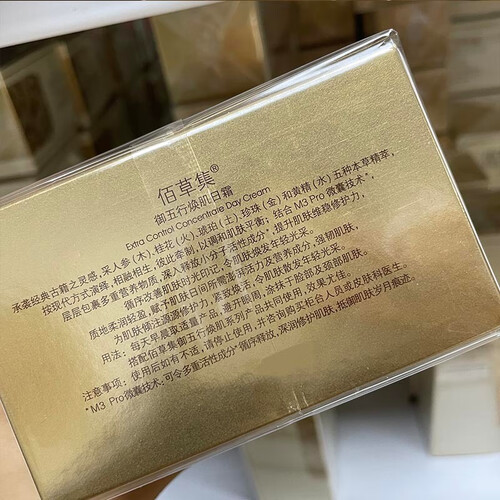 佰草集®
御五行焕肌日霜
Extra Control Concentrate Day Cream
承袭经典古籍之灵感，采人参(木)、桂花(火)、琥珀(土)、珍珠(金)和黄精(水)五种本草精萃，
按现代方式演绎，相融相生，彼此牵制，以调和肌肤平衡；结合M3 Pro微囊技术*，
层层包裹多重营养物质，深入释放小分子活性成分*，提升肌肤维稳修护力，
循序改善肌肤时光印记，令肌肤焕发年轻光采。
质地柔润轻盈，赋予肌肤日间所需澎湃活力及营养成分，强韧肌肤，
为肌肤倾注源源修护力，奢致焕活，令肌肤散发年轻光采。
用法：每天早晨取适量产品，避开眼周，涂抹于脸部及颈部肌肤。
搭配佰草集御五行焕肌系列产品共同使用，效果尤佳。
注意事项：使用后如有不适，请停止使用，并咨询购买柜台人员或皮肤科医生。
*M3 Pro微囊技术：可令多重活性成分*循序释放，深润修护肌肤，抵御肌肤岁月痕迹。